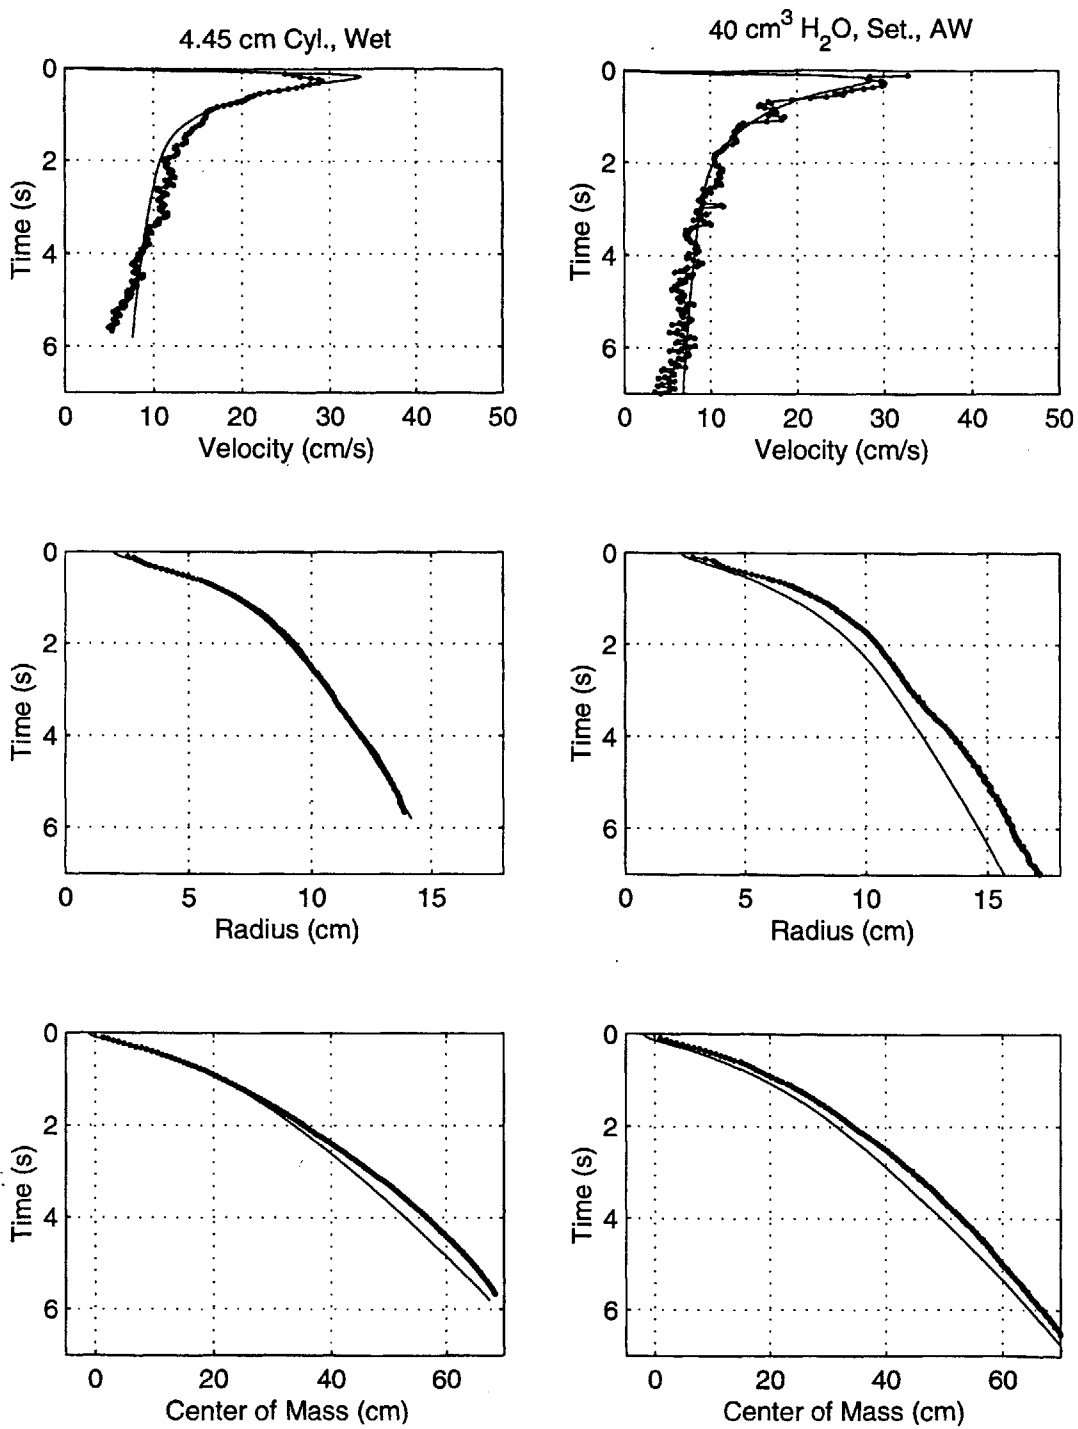 4.45 cm Cyl., Wet
0
2
4
6
Time (s)
0 10 20 30 40 50
Velocity (cm/s)
40 cm³ H₂O, Set., AW
0
2
4
6
Time (s)
0 10 20 30 40 50
Velocity (cm/s)
0
2
4
6
Time (s)
0 5 10 15
Radius (cm)
0
2
4
6
Time (s)
0 5 10 15
Radius (cm)
0
2
4
6
Time (s)
0 20 40 60
Center of Mass (cm)
0
2
4
6
Time (s)
0 20 40 60
Center of Mass (cm)